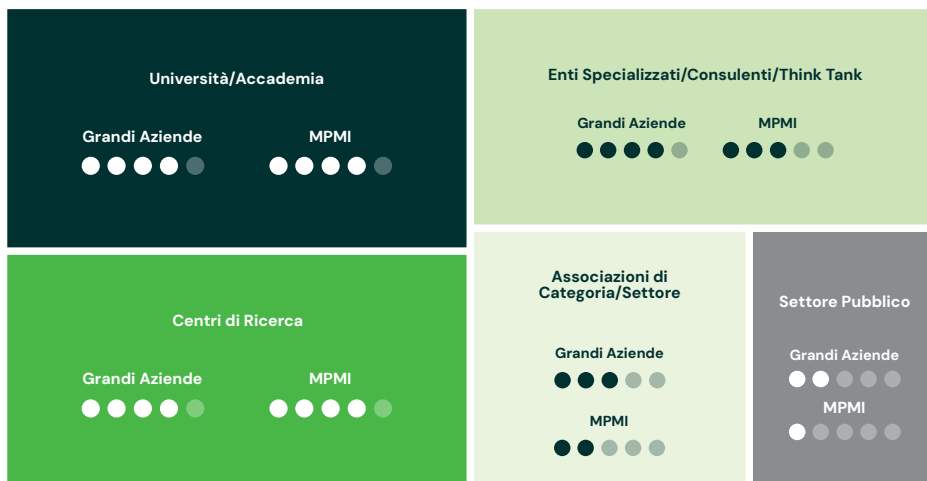 Università/Accademia
Grandi Aziende
MPMI
Enti Specializzati/Consulenti/Think Tank
Grandi Aziende
MPMI
Centri di Ricerca
Grandi Aziende
MPMI
Associazioni di
Categoria/Settore
Grandi Aziende
MPMI
Settore Pubblico
Grandi Aziende
MPMI